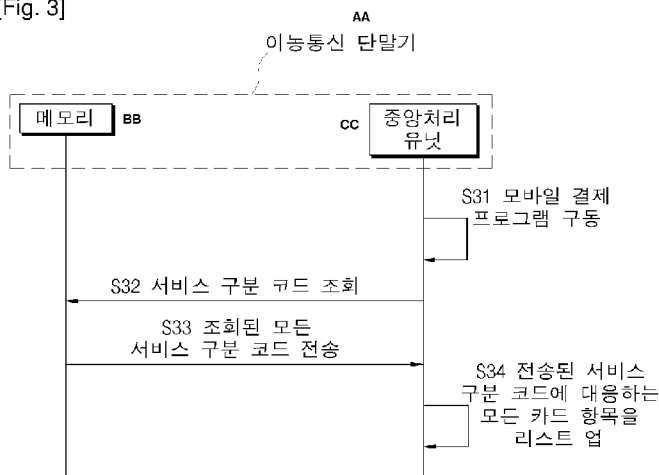 [Fig. 3]
AA
이동통신 단말기
메모리
BB
CC
중앙처리
유닛
S31 모바일 결제
프로그램 구동
S32 서비스 구분 코드 조회
S33 조회된 모든
서비스 구분 코드 전송
S34 전송된 서비스
구분 코드에 대응하는
모든 카드 항목을
리스트 업